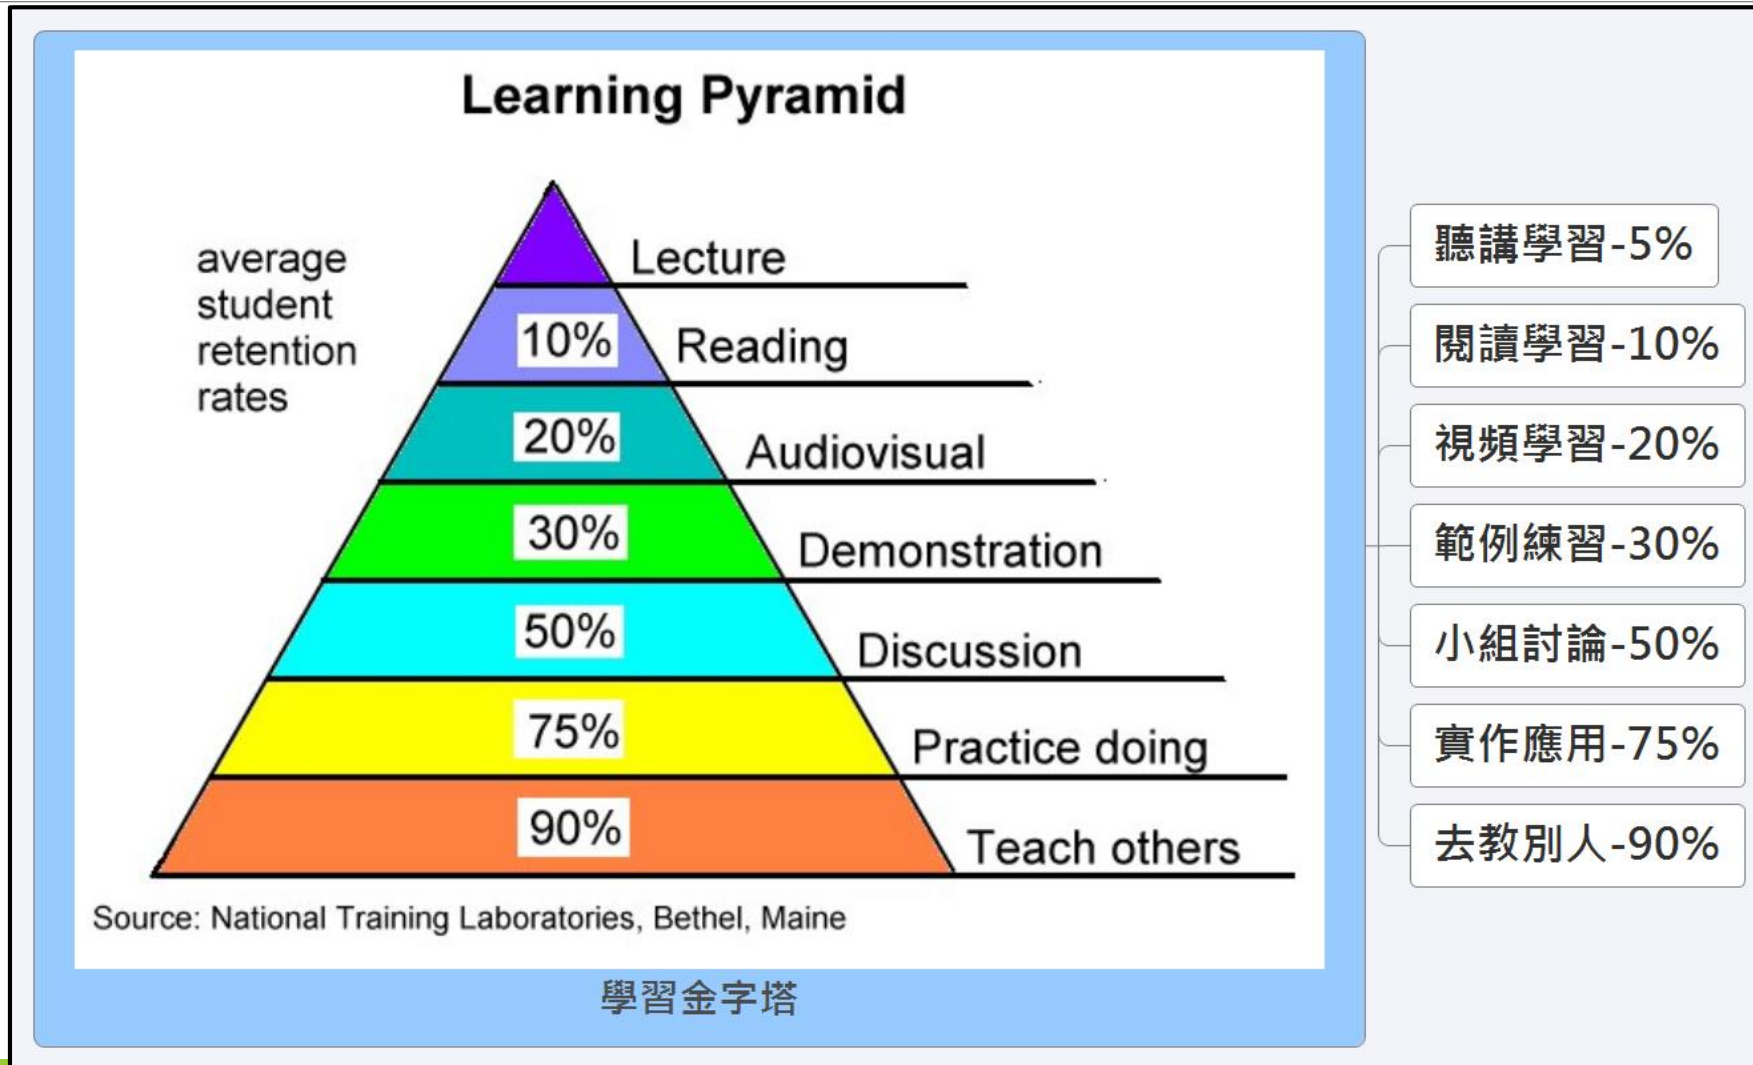 Learning Pyramid
average
student
retention
rates
Lecture
10%
Reading
20%
Audiovisual
30%
Demonstration
50%
Discussion
75%
Practice doing
90%
Teach others
Source: National Training Laboratories, Bethel, Maine
學習金字塔
聽講學習-5%
閱讀學習-10%
視頻學習-20%
範例練習-30%
小組討論-50%
實作應用-75%
去教別人-90%